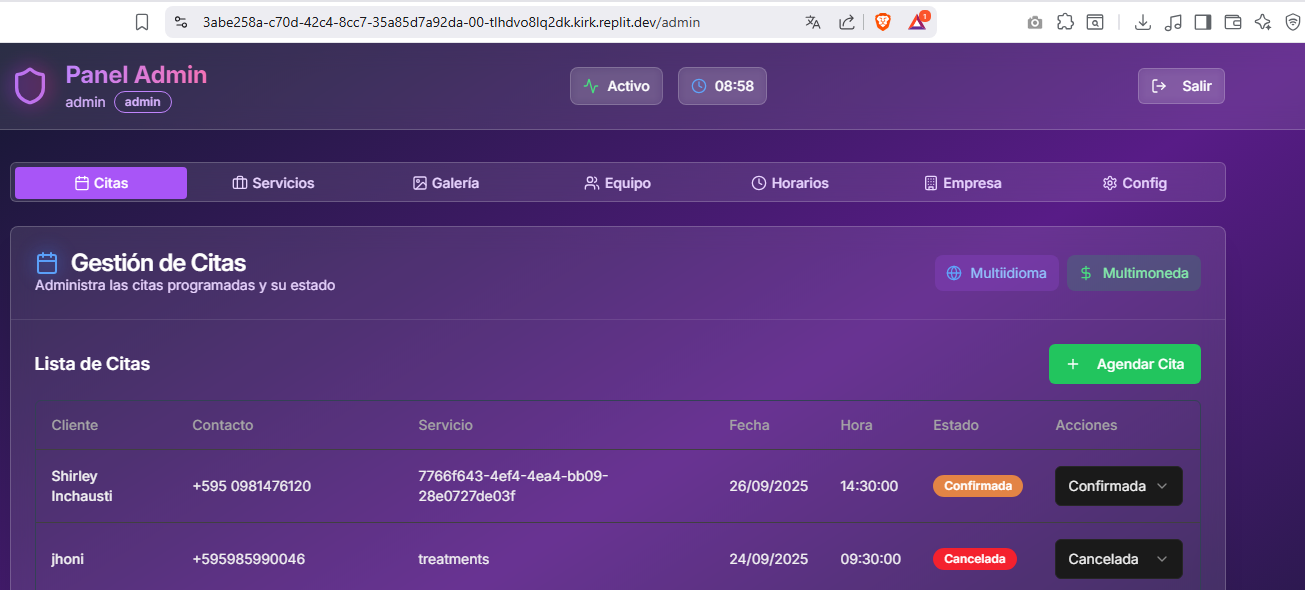 3abe258a-c70d-42c4-8cc7-35a85d7a92da-00-tlhdvo8lq2dk.kirk.replit.dev/admin
1
Panel Admin
admin admin
Activo
08:58
Salir
Citas
Servicios
Galería
Equipo
Horarios
Empresa
Config
Gestión de Citas
Administra las citas programadas y su estado
Multiidioma
Multimoneda
Lista de Citas
+ Agendar Cita
Cliente Contacto Servicio Fecha Hora Estado Acciones
Shirley
Inchausti
+595 0981476120
7766f643-4ef4-4ea4-bb09-
28e0727de03f
26/09/2025
14:30:00
Confirmada
Confirmada
jhoni
+595985990046
treatments
24/09/2025
09:30:00
Cancelada
Cancelada